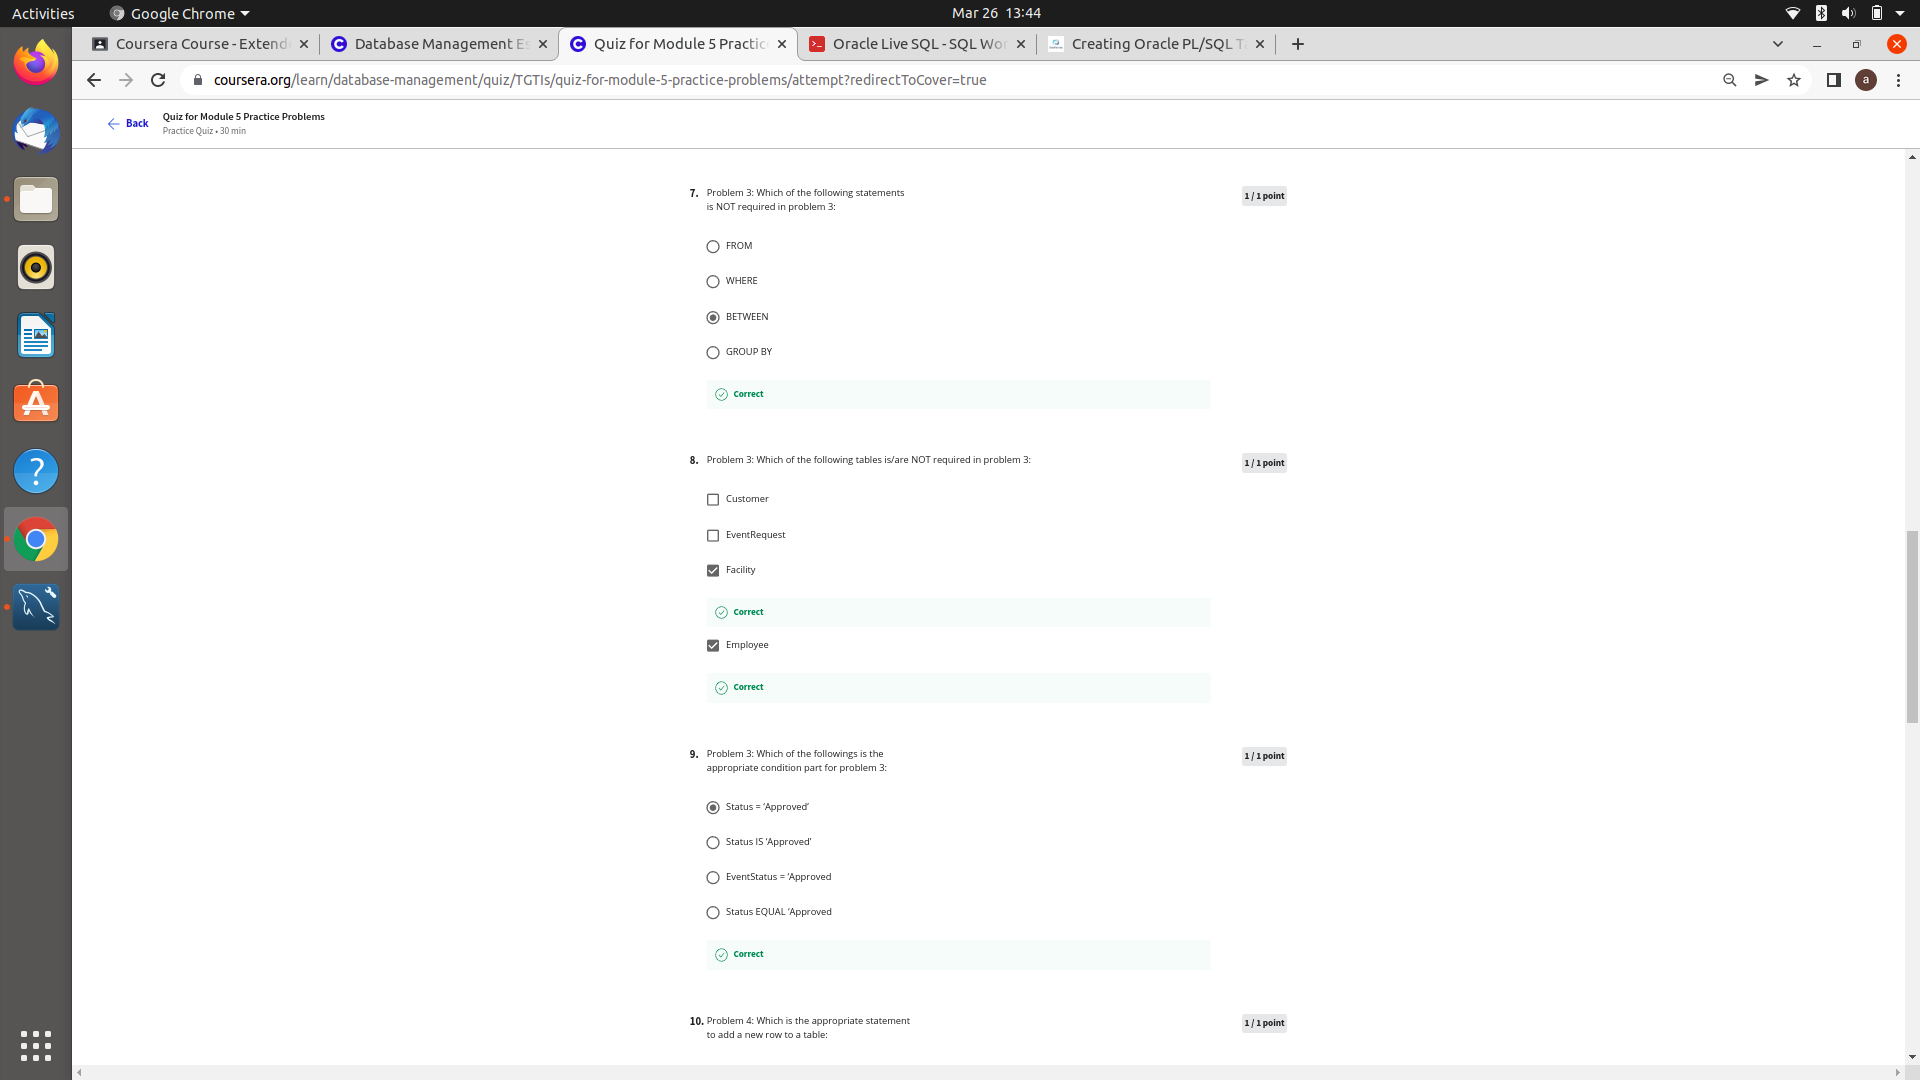 Activities
Google Chrome
Mar 26  13:44
Coursera Course - Extend
Database Management Es
Quiz for Module 5 Practice
Oracle Live SQL - SQL Wor
Creating Oracle PL/SQL Ta
coursera.org/learn/database-management/quiz/TGTIs/quiz-for-module-5-practice-problems/attempt?redirectToCover=true
a
Back
Quiz for Module 5 Practice Problems
Practice Quiz • 30 min
7. Problem 3: Which of the following statements
is NOT required in problem 3:
1 / 1 point
FROM
WHERE
BETWEEN
GROUP BY
Correct
8. Problem 3: Which of the following tables is/are NOT required in problem 3:
1 / 1 point
Customer
EventRequest
Facility
Correct
Employee
Correct
9. Problem 3: Which of the followings is the
appropriate condition part for problem 3:
1 / 1 point
Status = ‘Approved’
Status IS ‘Approved’
EventStatus = ‘Approved
Status EQUAL ‘Approved
Correct
10. Problem 4: Which is the appropriate statement
to add a new row to a table:
1 / 1 point